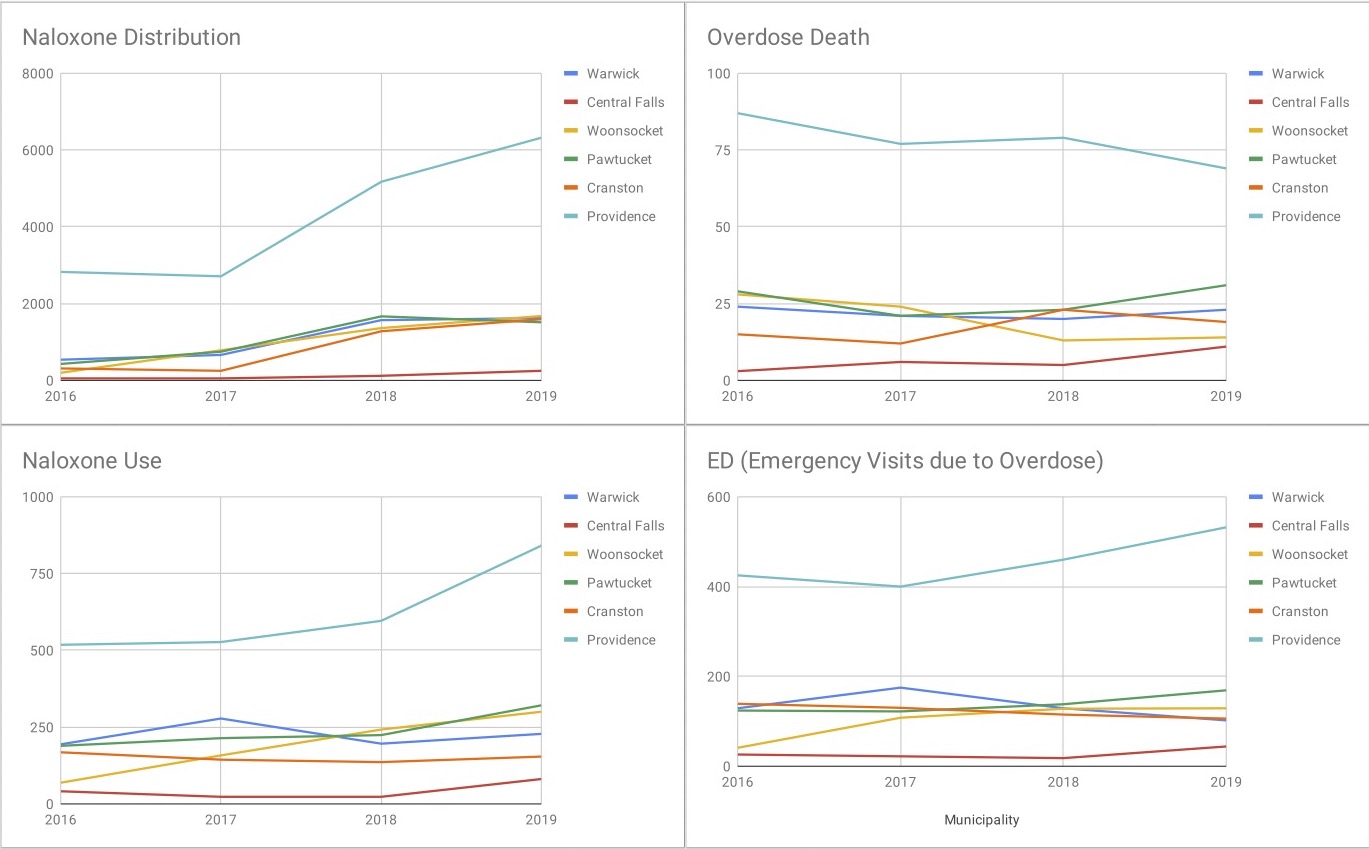 Naloxone Distribution
8000
6000
4000
2000
0
2016 2017 2018 2019
Warwick
Central Falls
Woonsocket
Pawtucket
Cranston
Providence
Overdose Death
100
75
50
25
0
2016 2017 2018 2019
Warwick
Central Falls
Woonsocket
Pawtucket
Cranston
Providence
Naloxone Use
1000
750
500
250
0
2016 2017 2018 2019
Warwick
Central Falls
Woonsocket
Pawtucket
Cranston
Providence
ED (Emergency Visits due to Overdose)
600
400
200
0
2016 2017 2018 2019
Municipality
Warwick
Central Falls
Woonsocket
Pawtucket
Cranston
Providence